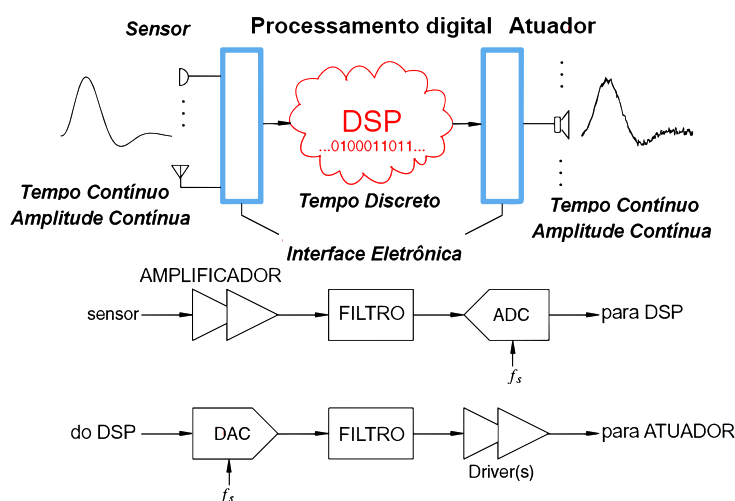 Sensor
Processamento digital
Atuador
DSP
...0100011011...
Tempo Contínuo
Amplitude Contínua
Tempo Discreto
Tempo Contínuo
Amplitude Contínua
Interface Eletrônica
AMPLIFICADOR
sensor
FILTRO
ADC
para DSP
fs
do DSP
DAC
FILTRO
para ATUADOR
Driver(s)
fs